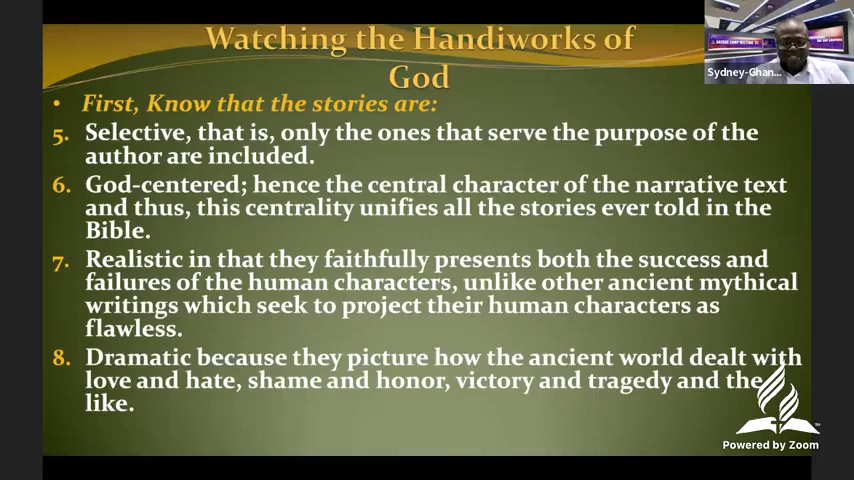 Watching the Handiworks of
God
• First, Know that the stories are:
5. Selective, that is, only the ones that serve the purpose of the
author are included.
6. God-centered; hence the central character of the narrative text
and thus, this centrality unifies all the stories ever told in the
Bible.
7. Realistic in that they faithfully presents both the success and
failures of the human characters, unlike other ancient mythical
writings which seek to project their human characters as
flawless.
8. Dramatic because they picture how the ancient world dealt with
love and hate, shame and honor, victory and tragedy and the
like.
Sydney-Ghan...
Powered by Zoom